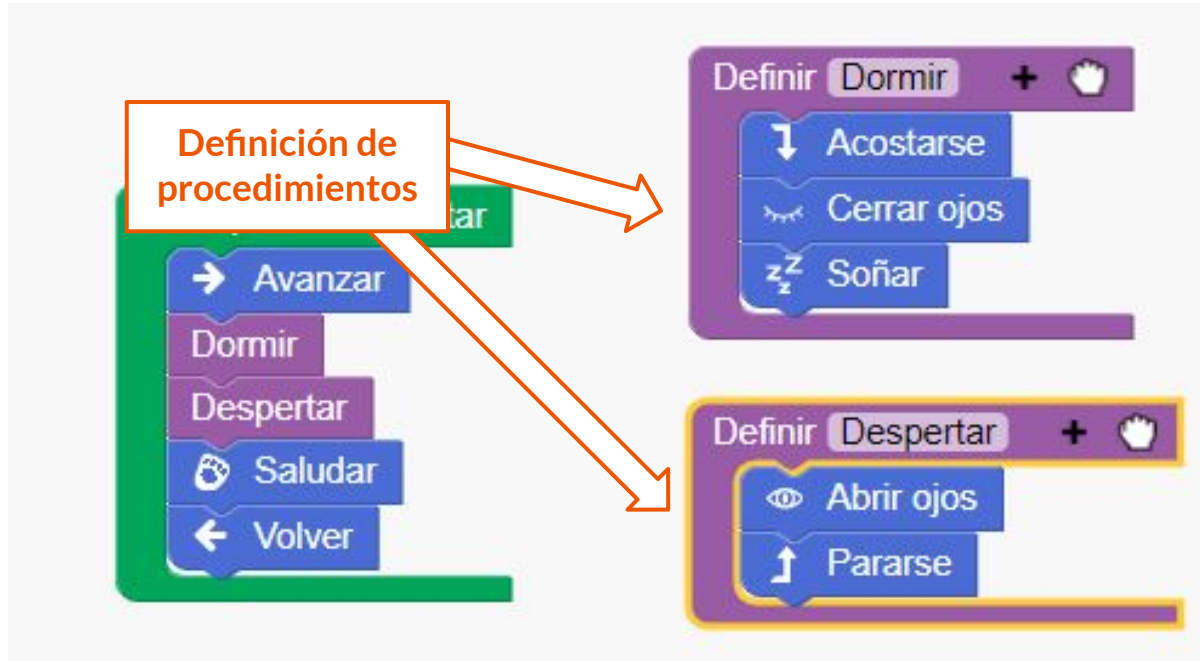 Definición de
procedimientos
tar
Avanzar
Dormir
Despertar
Saludar
Volver
Definir Dormir +
Acostarse
Cerrar ojos
zZz Soñar
Definir Despertar +
Abrir ojos
Pararse